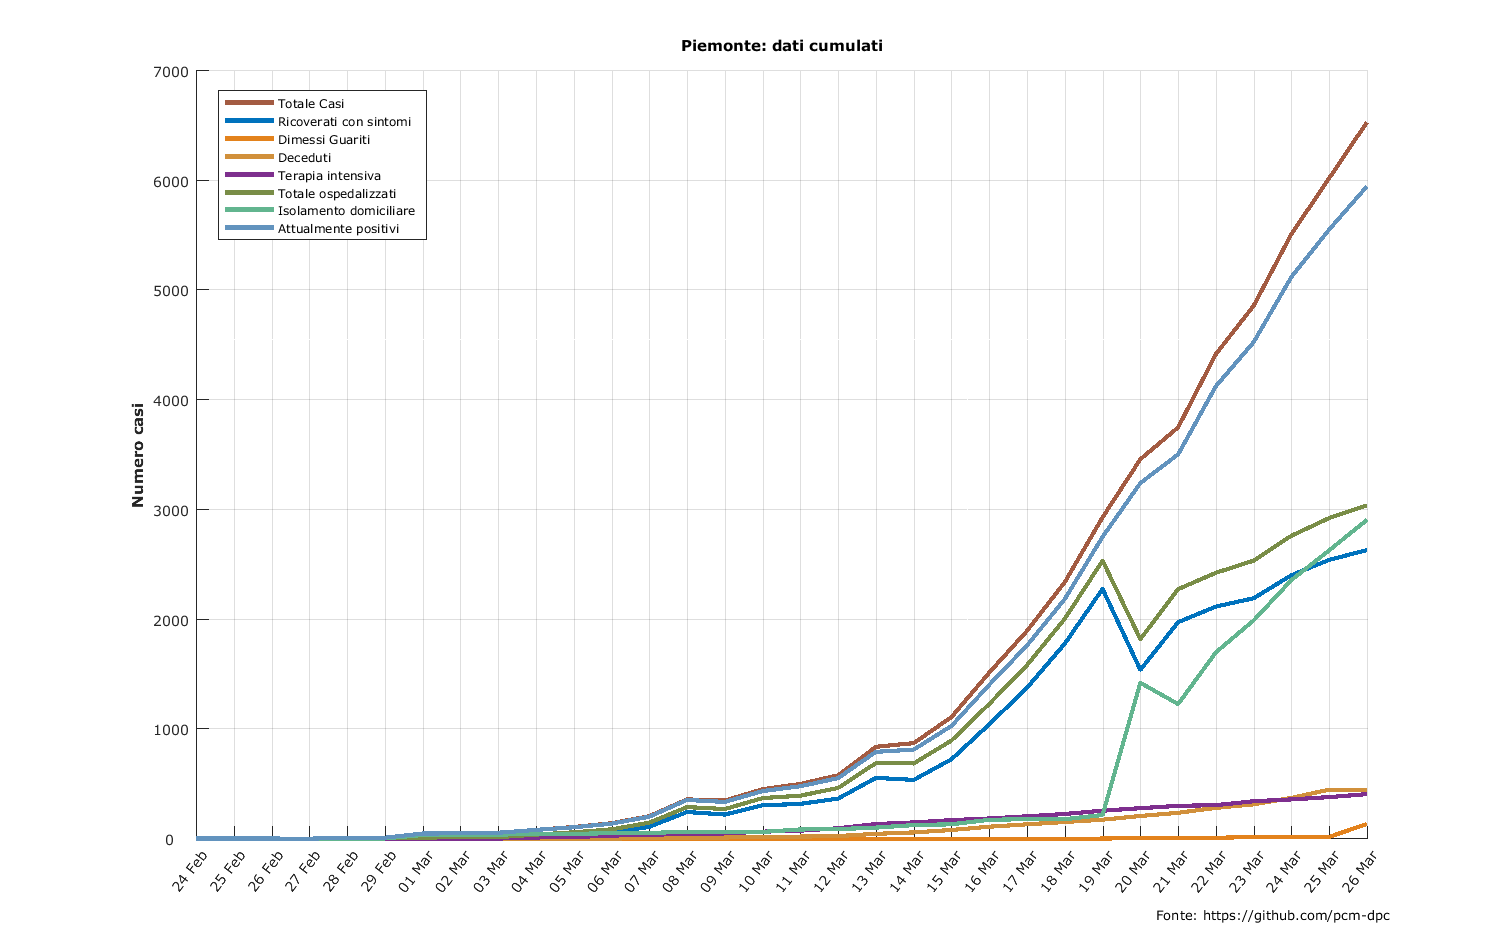 Piemonte: dati cumulati
7000
6000
5000
4000
3000
2000
1000
0
Numero casi
Totale Casi
Ricoverati con sintomi
Dimessi Guariti
Deceduti
Terapia intensiva
Totale ospedalizzati
Isolamento domiciliare
Attualmente positivi
24 Feb
25 Feb
26 Feb
27 Feb
28 Feb
29 Feb
01 Mar
02 Mar
03 Mar
04 Mar
05 Mar
06 Mar
07 Mar
08 Mar
09 Mar
10 Mar
11 Mar
12 Mar
13 Mar
14 Mar
15 Mar
16 Mar
17 Mar
18 Mar
19 Mar
20 Mar
21 Mar
22 Mar
23 Mar
24 Mar
25 Mar
26 Mar
Fonte: https://github.com/pcm-dpc